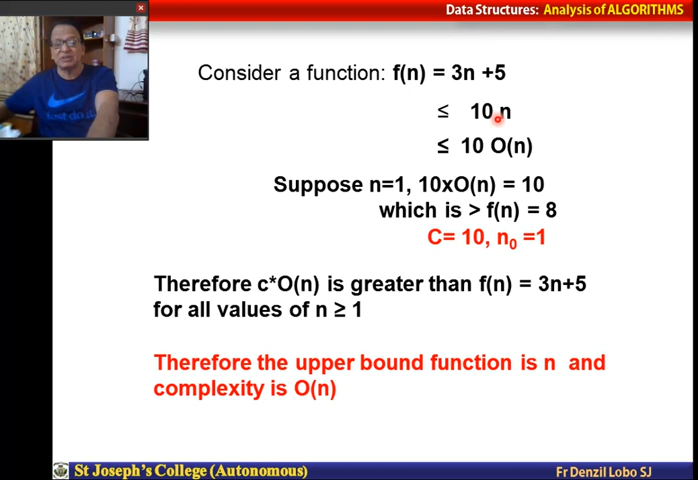 Data Structures: Analysis of ALGORITHMS
Consider a function: f(n) = 3n +5
≤ 10 n
≤ 10 O(n)
Suppose n=1, 10xO(n) = 10
which is > f(n) = 8
C= 10, n₀ =1
Therefore c*O(n) is greater than f(n) = 3n+5
for all values of n ≥ 1
Therefore the upper bound function is n and
complexity is O(n)
just do
St Joseph's College (Autonomous)
Fr Denzil Lobo SJ